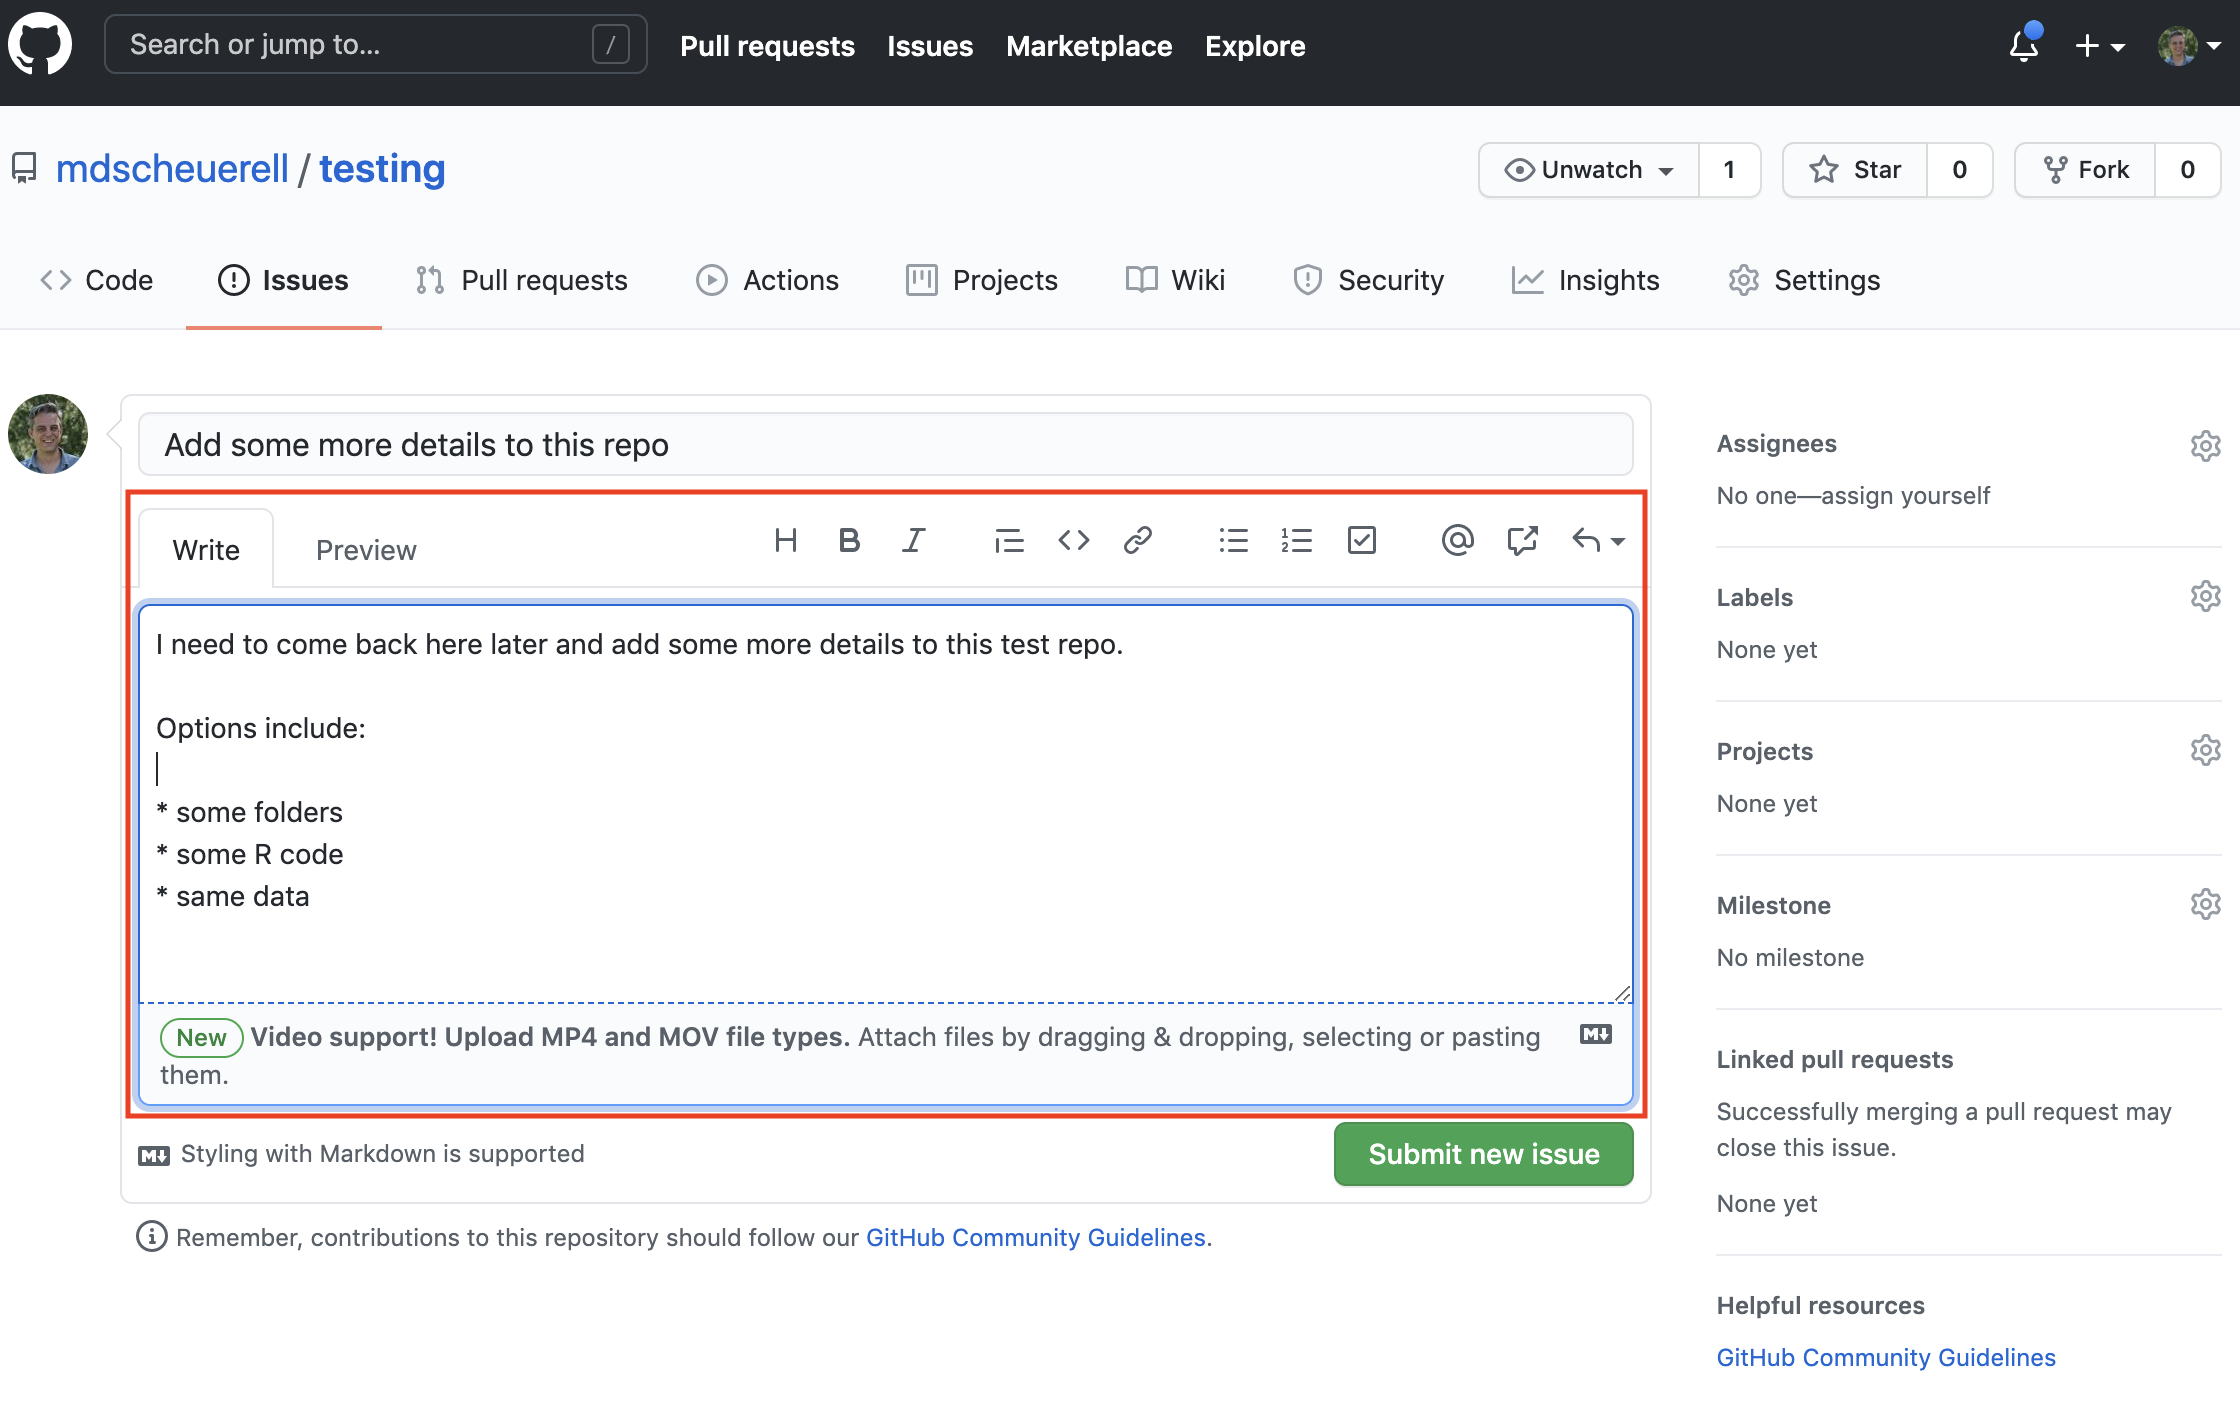 Search or jump to... /
Pull requests Issues Marketplace Explore
mdscheuerell / testing
Unwatch 1 Star 0 Fork 0
Code Issues Pull requests Actions Projects Wiki Security Insights Settings
Add some more details to this repo
Write Preview
I need to come back here later and add some more details to this test repo.
Options include:
* some folders
* some R code
* same data
New Video support! Upload MP4 and MOV file types. Attach files by dragging & dropping, selecting or pasting
them.
Styling with Markdown is supported
Submit new issue
Remember, contributions to this repository should follow our GitHub Community Guidelines.
Assignees
No one—assign yourself
Labels
None yet
Projects
None yet
Milestone
No milestone
Linked pull requests
Successfully merging a pull request may
close this issue.
None yet
Helpful resources
GitHub Community Guidelines